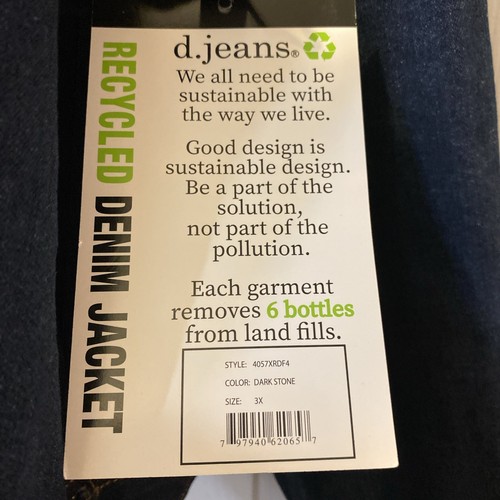 RECYCLED DENIM JACKET
d.jeans®
We all need to be
sustainable with
the way we live.
Good design is
sustainable design.
Be a part of the
solution,
not part of the
pollution.
Each garment
removes 6 bottles
from land fills.
STYLE: 4057XRDF4
COLOR: DARK STONE
SIZE: 3X
7 97940 62065 7